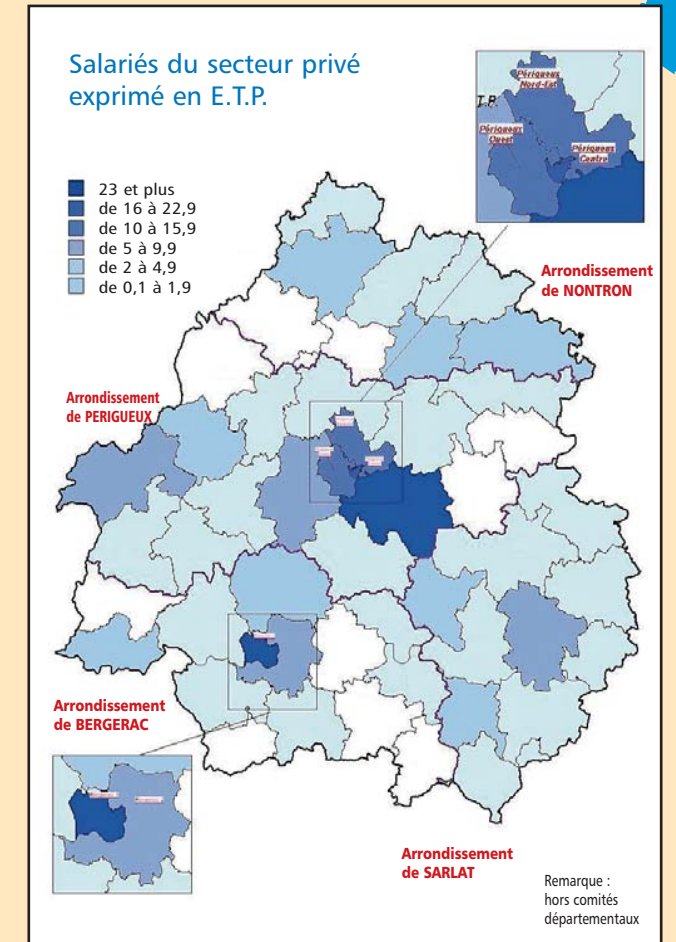 Salariés du secteur privé
exprimé en E.T.P.
T.P.
Périgueux
Nord-Est
Périgueux
Ouest
Périgueux
Centre
23 et plus
de 16 à 22,9
de 10 à 15,9
de 5 à 9,9
de 2 à 4,9
de 0,1 à 1,9
Arrondissement
de NONTRON
Arrondissement
de PERIGUEUX
Arrondissement
de BERGERAC
Arrondissement
de SARLAT
Remarque :
hors comités
départementaux